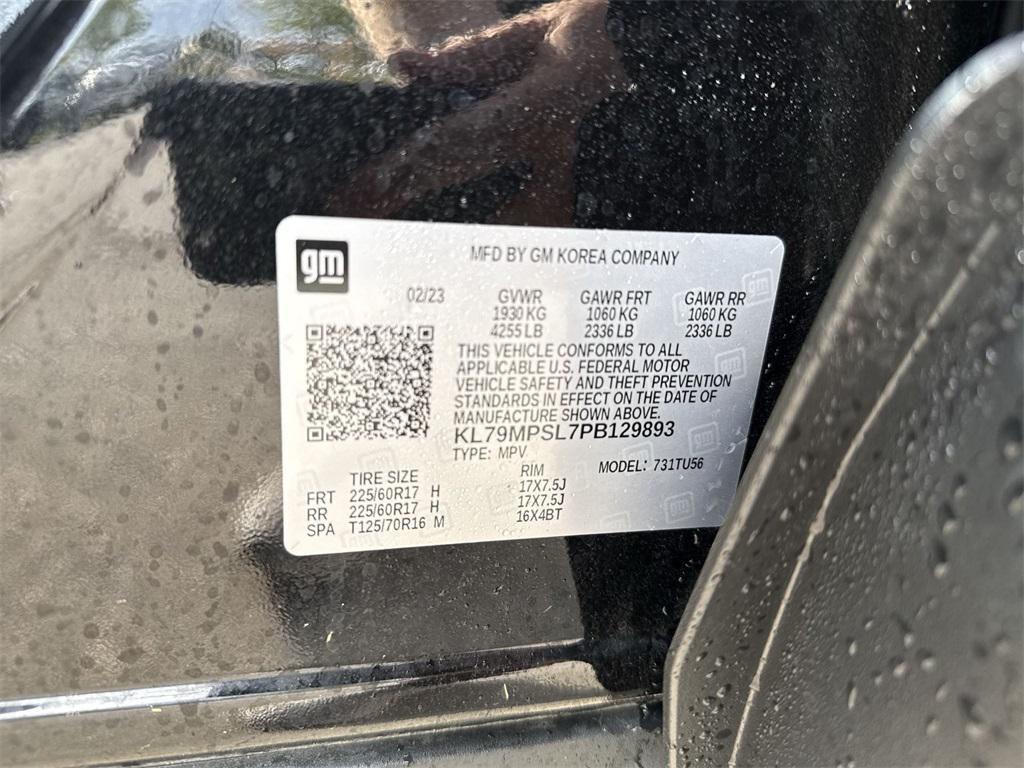 gm
MFD BY GM KOREA COMPANY
02/23 GVWR GAWR FRT GAWR RR
1930 KG 1060 KG 1060 KG
4255 LB 2336 LB 2336 LB
THIS VEHICLE CONFORMS TO ALL
APPLICABLE U.S. FEDERAL MOTOR
VEHICLE SAFETY AND THEFT PREVENTION
STANDARDS IN EFFECT ON THE DATE OF
MANUFACTURE SHOWN ABOVE.
KL79MPSL7PB129893
TYPE: MPV MODEL: 731TU56
TIRE SIZE RIM
FRT 225/60R17 H 17X7.5J
RR 225/60R17 H 17X7.5J
SPA T125/70R16 M 16X4BT